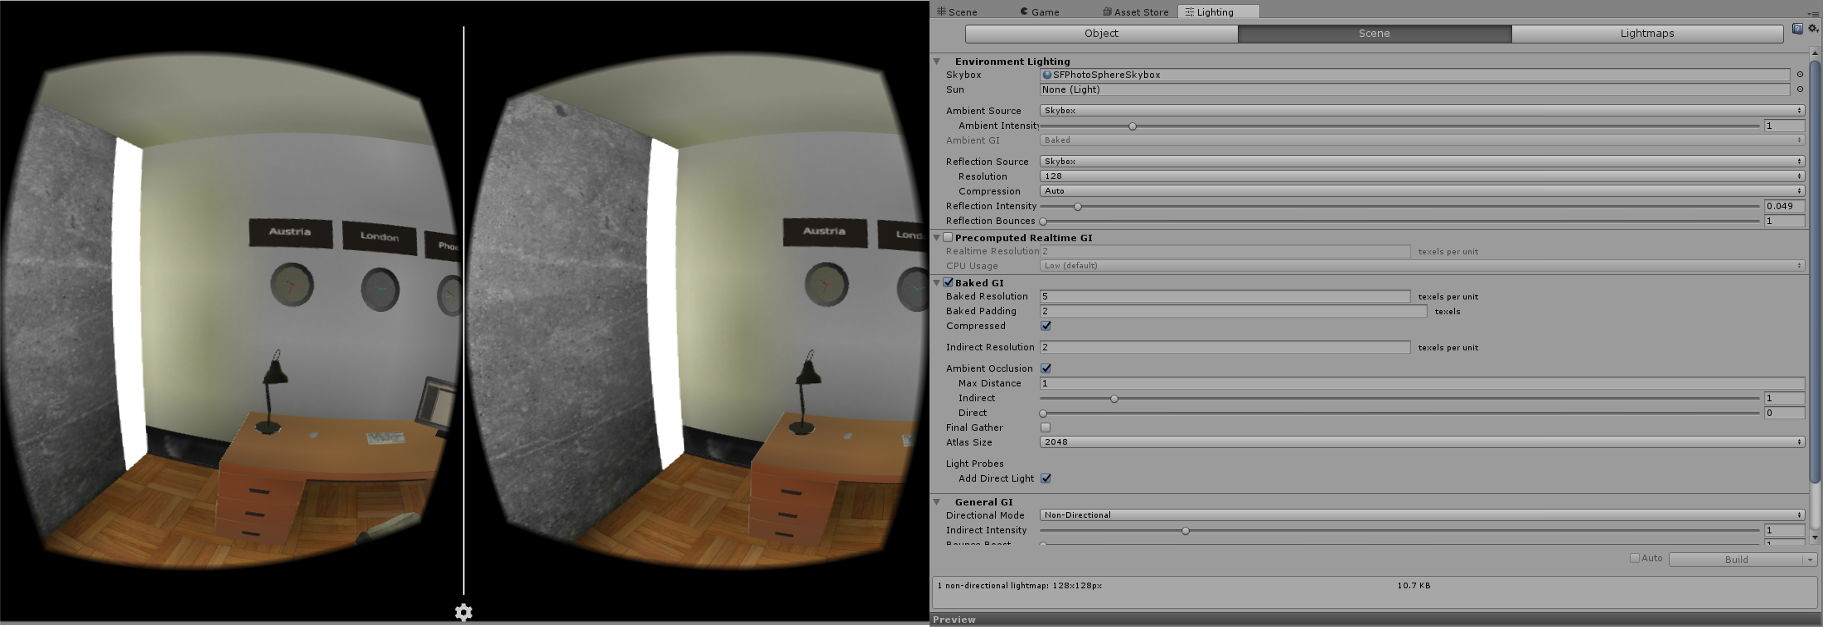 Austria
London
Pho
Austria
Lond
Scene
Game
Asset Store
Lighting
Object
Scene
Lightmaps
Environment Lighting
Skybox SFPhotoSphereSkybox
Sun None (Light)
Ambient Source Skybox
Ambient Intensity 1
Ambient GI Baked
Reflection Source Skybox
Resolution 128
Compression Auto
Reflection Intensity 0.049
Reflection Bounces 1
Precomputed Realtime GI
Realtime Resolution 2 texels per unit
CPU Usage Low (default)
Baked GI
Baked Resolution 5 texels per unit
Baked Padding 2 texels
Compressed
Indirect Resolution 2 texels per unit
Ambient Occlusion
Max Distance 1
Indirect 1
Direct 0
Final Gather
Atlas Size 2048
Light Probes
Add Direct Light
General GI
Directional Mode Non-Directional
Indirect Intensity 1
Bounce Boost 1
Auto
Build
1 non-directional lightmap: 128x128px 10.7 KB
Preview